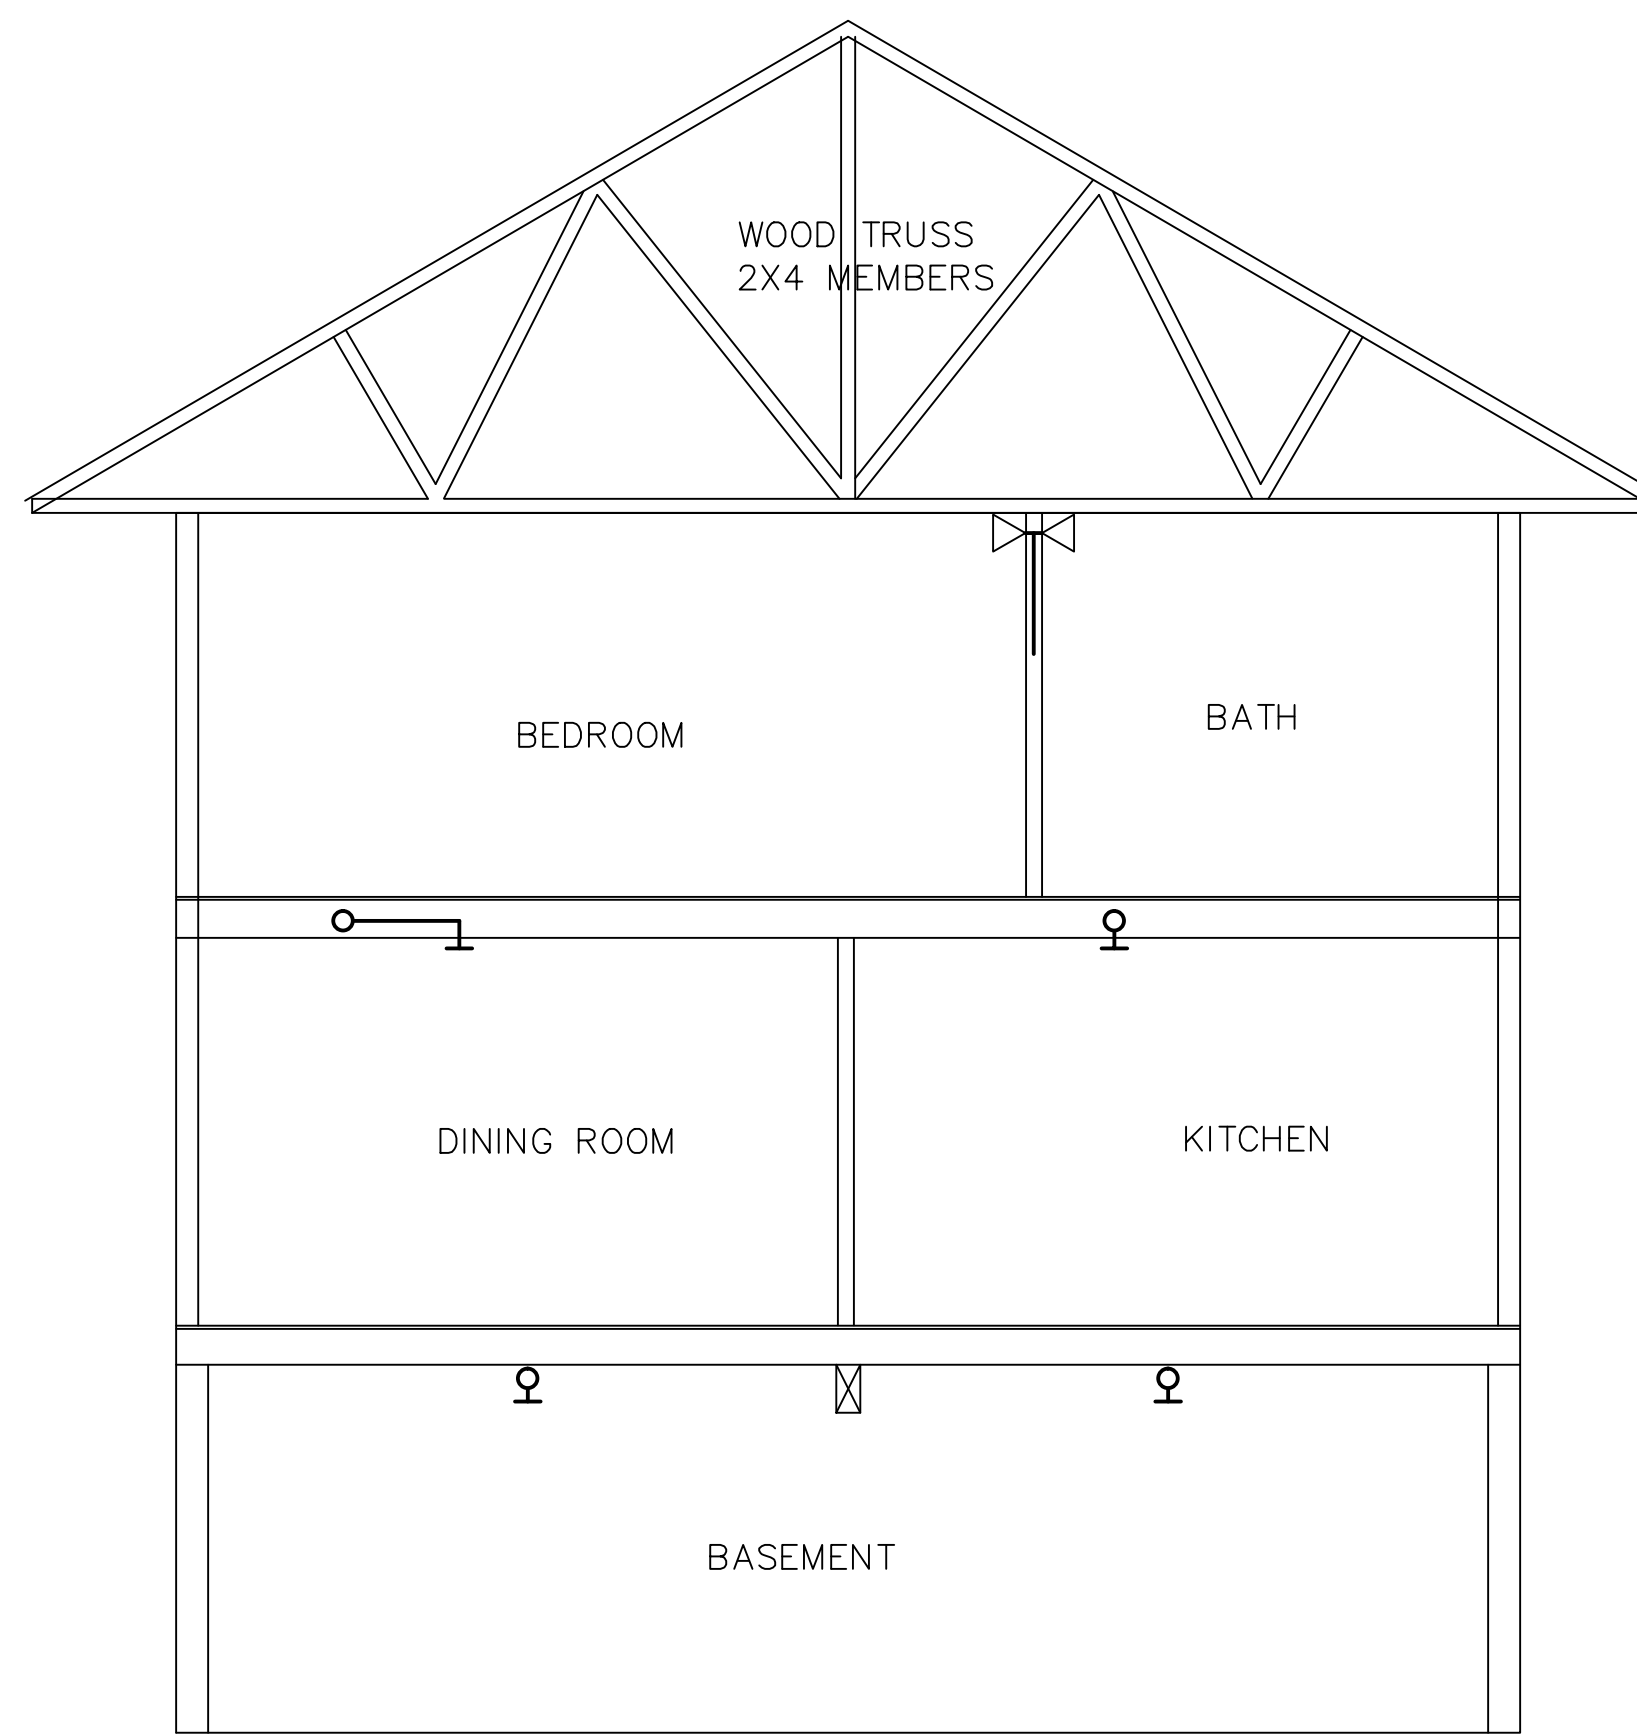 WOOD TRUSS
2X4 MEMBERS
BEDROOM
BATH
DINING ROOM
KITCHEN
BASEMENT